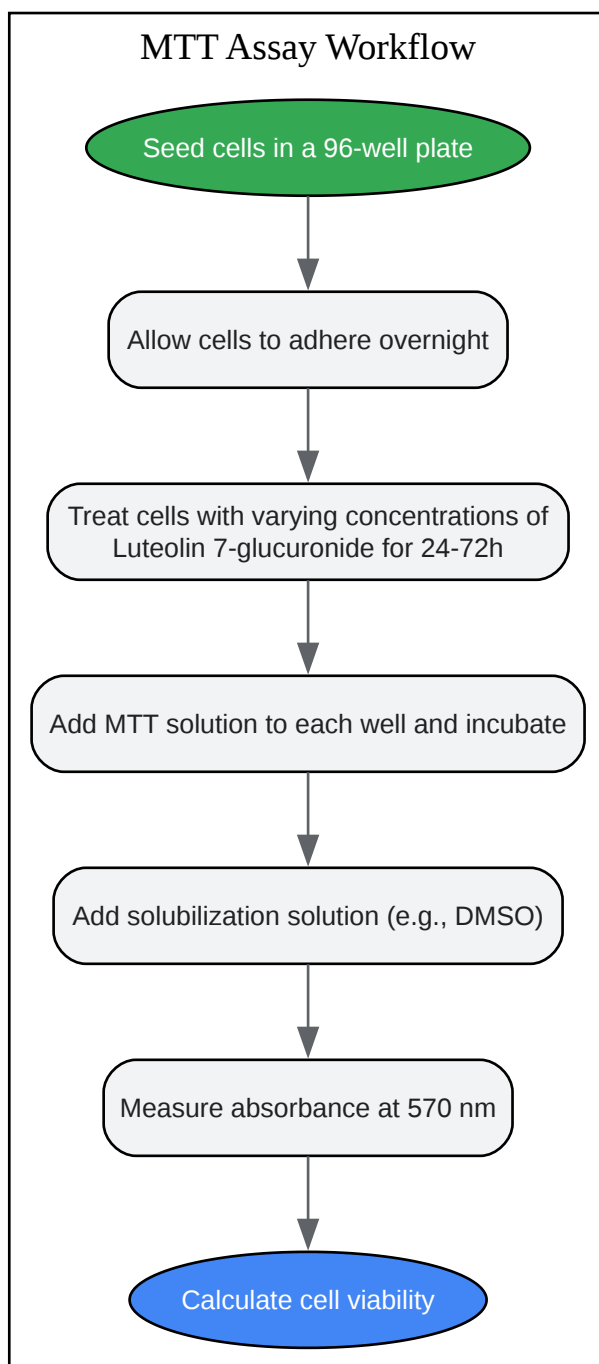 MTT Assay Workflow
Seed cells in a 96-well plate
Allow cells to adhere overnight
Treat cells with varying concentrations of
Luteolin 7-glucuronide for 24-72h
Add MTT solution to each well and incubate
Add solubilization solution (e.g., DMSO)
Measure absorbance at 570 nm
Calculate cell viability